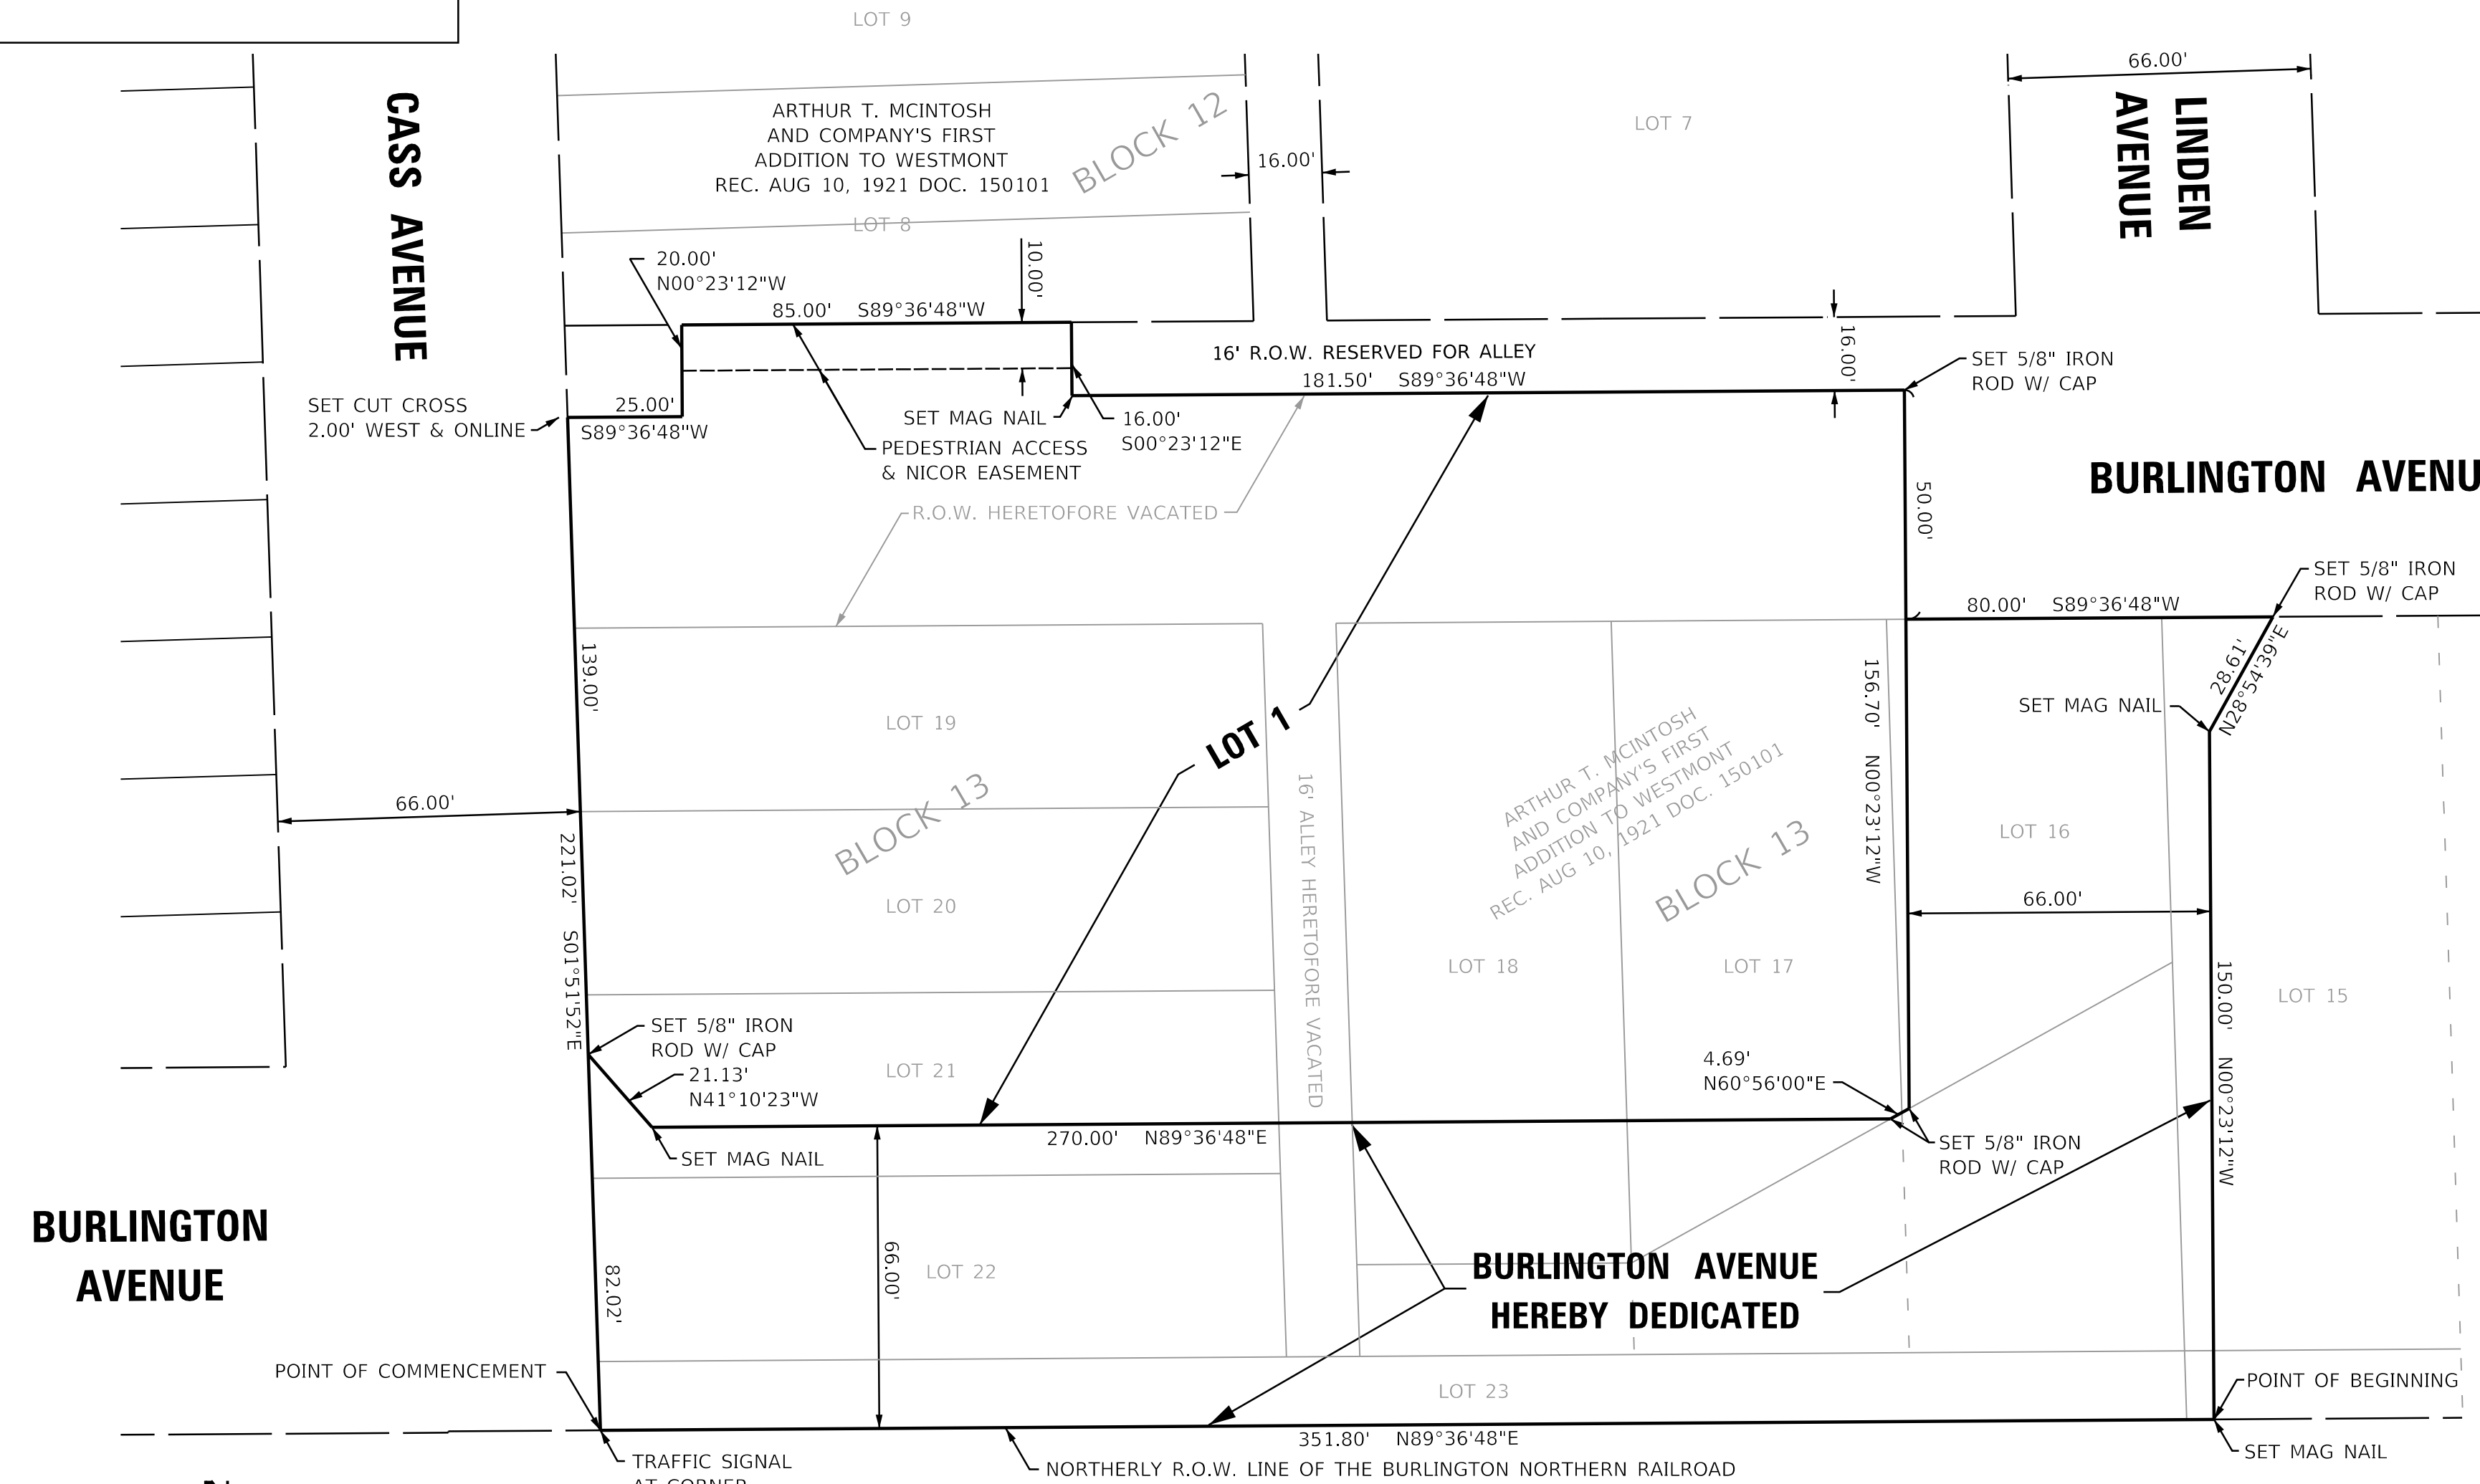 LOT 9
66.00'
CASS AVENUE
LINDEN
AVENUE
ARTHUR T. MCINTOSH
AND COMPANY'S FIRST
ADDITION TO WESTMONT
REC. AUG 10, 1921 DOC. 150101
BLOCK 12
LOT 7
16.00'
LOT 8
20.00'
N00°23'12"W
10.00'
85.00' S89°36'48"W
16' R.O.W. RESERVED FOR ALLEY
16.00'
SET 5/8" IRON
ROD W/ CAP
181.50' S89°36'48"W
SET CUT CROSS
2.00' WEST & ONLINE
25.00'
S89°36'48"W
SET MAG NAIL
16.00'
S00°23'12"E
PEDESTRIAN ACCESS
& NICOR EASEMENT
BURLINGTON AVENU
R.O.W. HERETOFORE VACATED
50.00'
SET 5/8" IRON
ROD W/ CAP
80.00' S89°36'48"W
28.61'
N28°54'39"E
139.00'
156.70' N00°23'12"W
SET MAG NAIL
LOT 19
LOT 1
ARTHUR T. MCINTOSH
AND COMPANY'S FIRST
ADDITION TO WESTMONT
REC. AUG 10, 1921 DOC. 150101
BLOCK 13
BLOCK 13
66.00'
221.02' S01°51'52"E
16' ALLEY HERETOFORE VACATED
LOT 16
LOT 20
66.00'
LOT 18
LOT 17
150.00' N00°23'12"W
LOT 15
SET 5/8" IRON
ROD W/ CAP
21.13'
N41°10'23"W
LOT 21
4.69'
N60°56'00"E
270.00' N89°36'48"E
SET MAG NAIL
SET 5/8" IRON
ROD W/ CAP
BURLINGTON
AVENUE
82.02'
66.00'
LOT 22
BURLINGTON AVENUE
HEREBY DEDICATED
POINT OF COMMENCEMENT
LOT 23
POINT OF BEGINNING
351.80' N89°36'48"E
SET MAG NAIL
TRAFFIC SIGNAL
AT CORNER
NORTHERLY R.O.W. LINE OF THE BURLINGTON NORTHERN RAILROAD